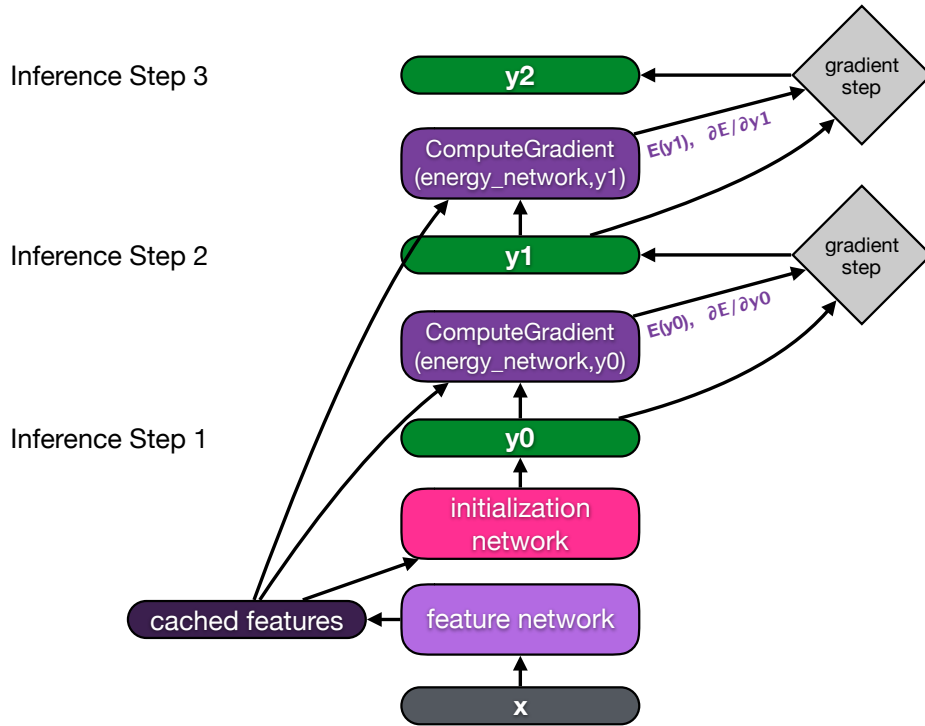 Inference Step 3
y2
gradient
step
ComputeGradient
(energy_network,y1)
E(y1), ∂E/∂y1
Inference Step 2
y1
gradient
step
ComputeGradient
(energy_network,y0)
E(y0), ∂E/∂y0
Inference Step 1
y0
initialization
network
cached features
feature network
x